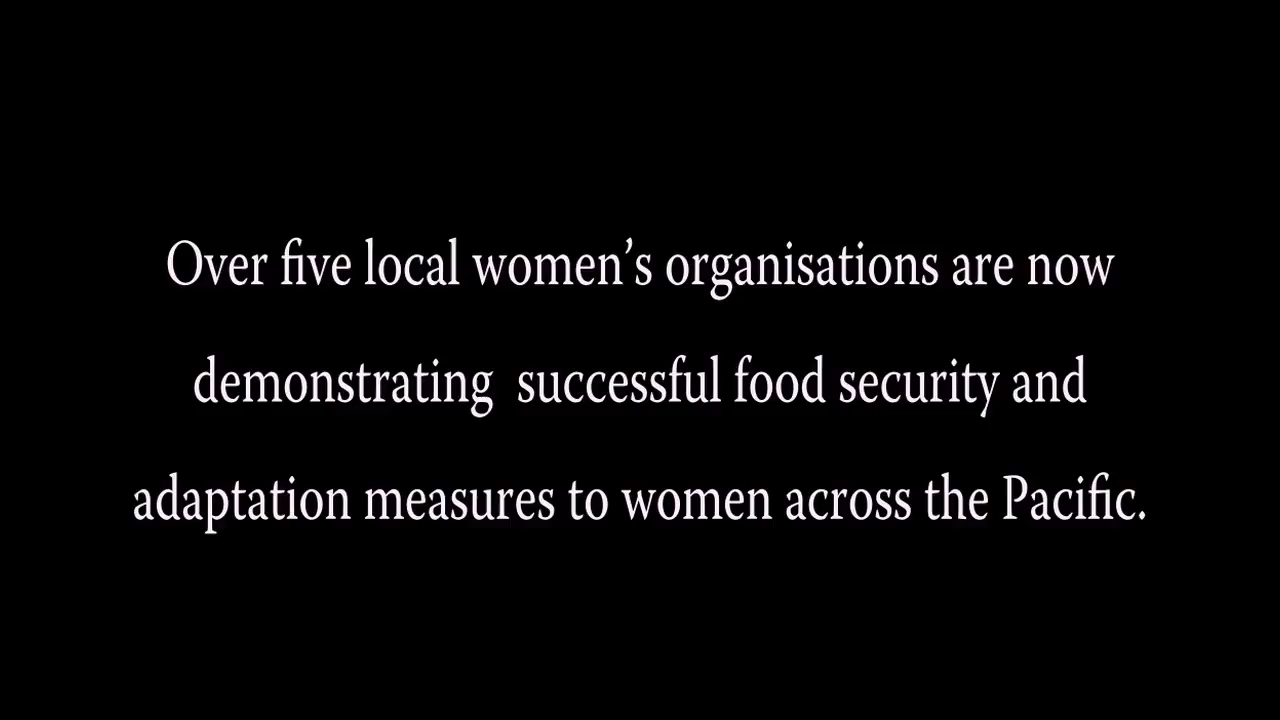 Over five local women’s organisations are now
demonstrating  successful food security and
adaptation measures to women across the Pacific.